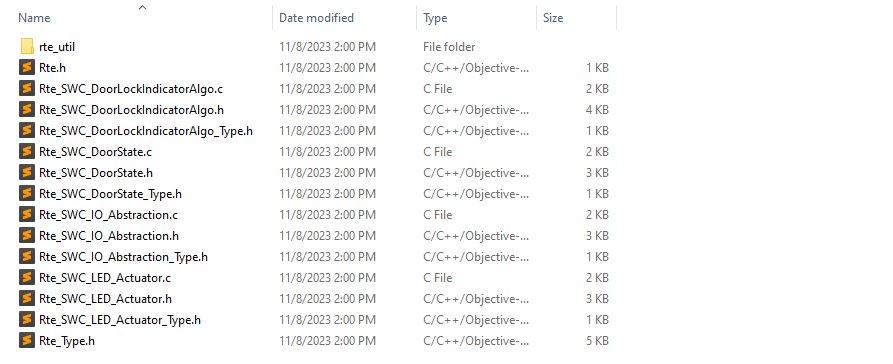 Name Date modified Type Size
rte_util 11/8/2023 2:00 PM File folder
Rte.h 11/8/2023 2:00 PM C/C++/Objective-... 1 KB
Rte_SWC_DoorLockIndicatorAlgo.c 11/8/2023 2:00 PM C File 2 KB
Rte_SWC_DoorLockIndicatorAlgo.h 11/8/2023 2:00 PM C/C++/Objective-... 4 KB
Rte_SWC_DoorLockIndicatorAlgo_Type.h 11/8/2023 2:00 PM C/C++/Objective-... 1 KB
Rte_SWC_DoorState.c 11/8/2023 2:00 PM C File 2 KB
Rte_SWC_DoorState.h 11/8/2023 2:00 PM C/C++/Objective-... 3 KB
Rte_SWC_DoorState_Type.h 11/8/2023 2:00 PM C/C++/Objective-... 1 KB
Rte_SWC_IO_Abstraction.c 11/8/2023 2:00 PM C File 2 KB
Rte_SWC_IO_Abstraction.h 11/8/2023 2:00 PM C/C++/Objective-... 3 KB
Rte_SWC_IO_Abstraction_Type.h 11/8/2023 2:00 PM C/C++/Objective-... 1 KB
Rte_SWC_LED_Actuator.c 11/8/2023 2:00 PM C File 2 KB
Rte_SWC_LED_Actuator.h 11/8/2023 2:00 PM C/C++/Objective-... 3 KB
Rte_SWC_LED_Actuator_Type.h 11/8/2023 2:00 PM C/C++/Objective-... 1 KB
Rte_Type.h 11/8/2023 2:00 PM C/C++/Objective-... 5 KB